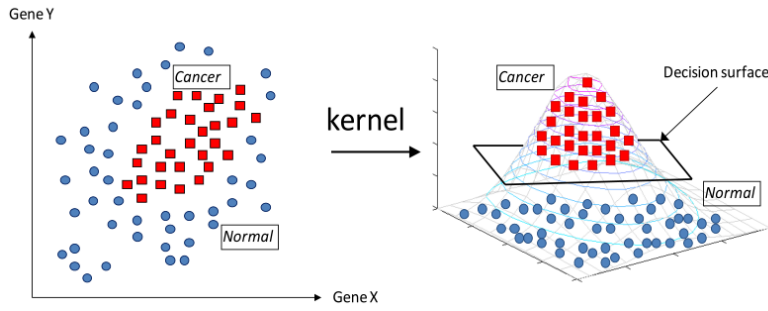 Gene Y
Cancer
Normal
Gene X
kernel
Cancer
Decision surface
Normal